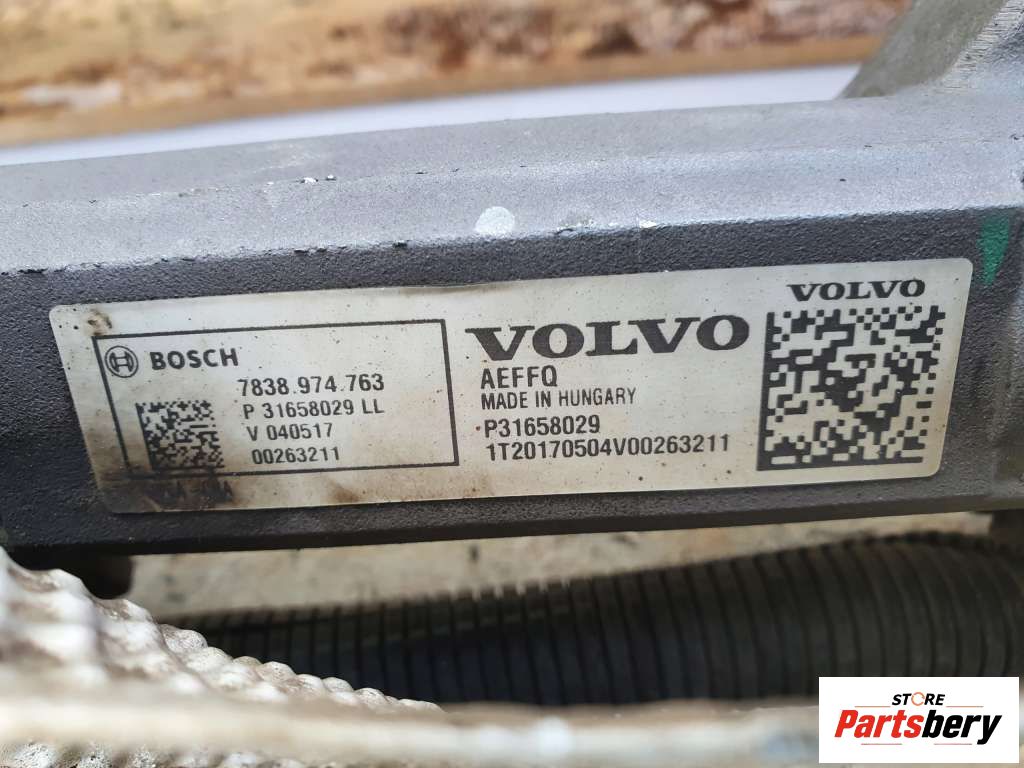 BOSCH
7838.974.763
P 31658029 LL
V 040517
00263211
VOLVO
AEFFQ
MADE IN HUNGARY
P31658029
1T20170504V00263211
VOLVO
STORE
Partsbery